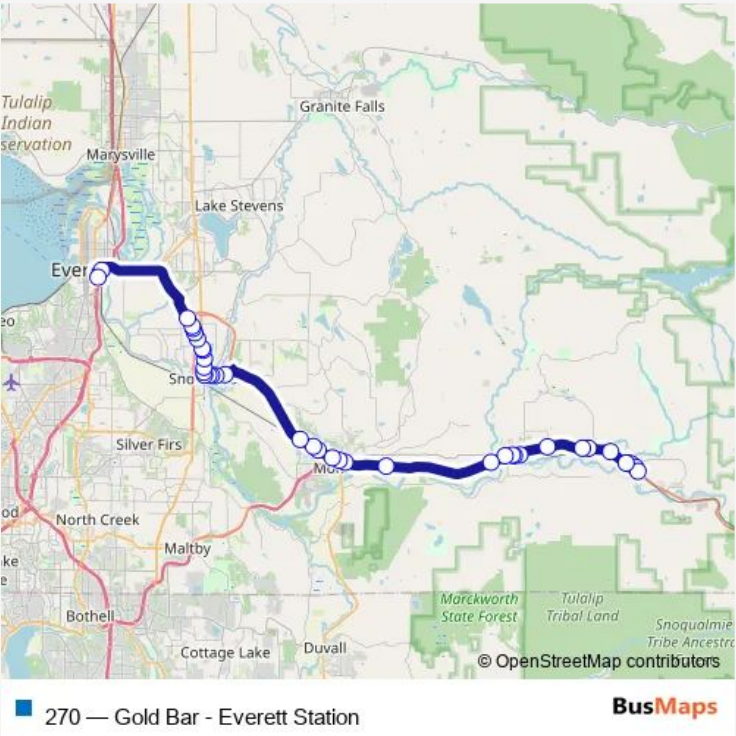 Granite Falls
Tulalip
Indian
servation
Marysville
Lake Stevens
Ever
eo
Sno
Silver Firs
Mo
od
North Creek
Maltby
ke
e
Bothell
Marckworth
State Forest
Tulalip
Tribal Land
Snoqualmie
Tribe Ancestra
Cottage Lake
Duvall
© OpenStreetMap contributors
270 — Gold Bar - Everett Station
BusMaps